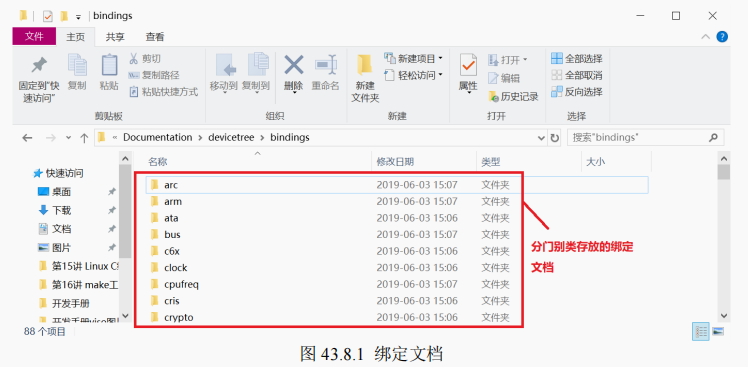 bindings
文件 主页 共享 查看
固定到"快速访问" 复制 粘贴 剪切 复制路径 粘贴快捷方式 移动到 复制到 删除 重命名 新建文件夹 新建项目 轻松访问 属性 打开 编辑 历史记录 全部选择 全部取消 反向选择
剪贴板 组织 新建 打开 选择
« Documentation › devicetree › bindings 搜索"bindings"
名称 修改日期 类型 大小
快速访问
桌面
下载
文档
图片
第15讲 Linux C编
第16讲 make工
开发手册
开发手册viso图
88 个项目
arc 2019-06-03 15:07 文件夹
arm 2019-06-03 15:07 文件夹
ata 2019-06-03 15:06 文件夹
bus 2019-06-03 15:07 文件夹
c6x 2019-06-03 15:06 文件夹
clock 2019-06-03 15:06 文件夹
cpufreq 2019-06-03 15:07 文件夹
cris 2019-06-03 15:06 文件夹
crypto 2019-06-03 15:06 文件夹
分门别类存放的绑定
文档
图 43.8.1 绑定文档